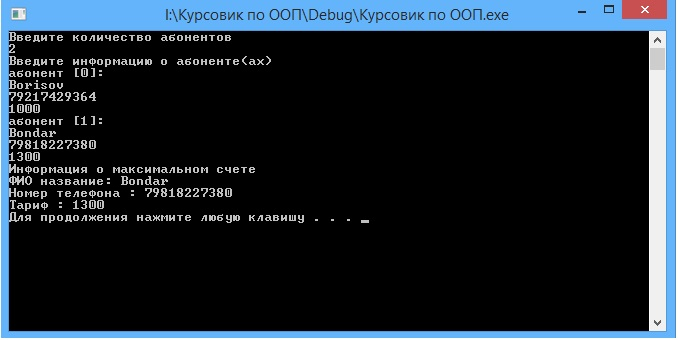 I:\Курсовик по ООП\Debug\Курсовик по ООП.exe
Введите количество абонентов
2
Введите информацию о абоненте(ах)
абонент [0]:
Borisov
79217429364
1000
абонент [1]:
Bondar
79818227380
1300
Информация о максимальном счете
ФИО название: Bondar
Номер телефона : 79818227380
Тариф : 1300
Для продолжения нажмите любую клавишу . . . _